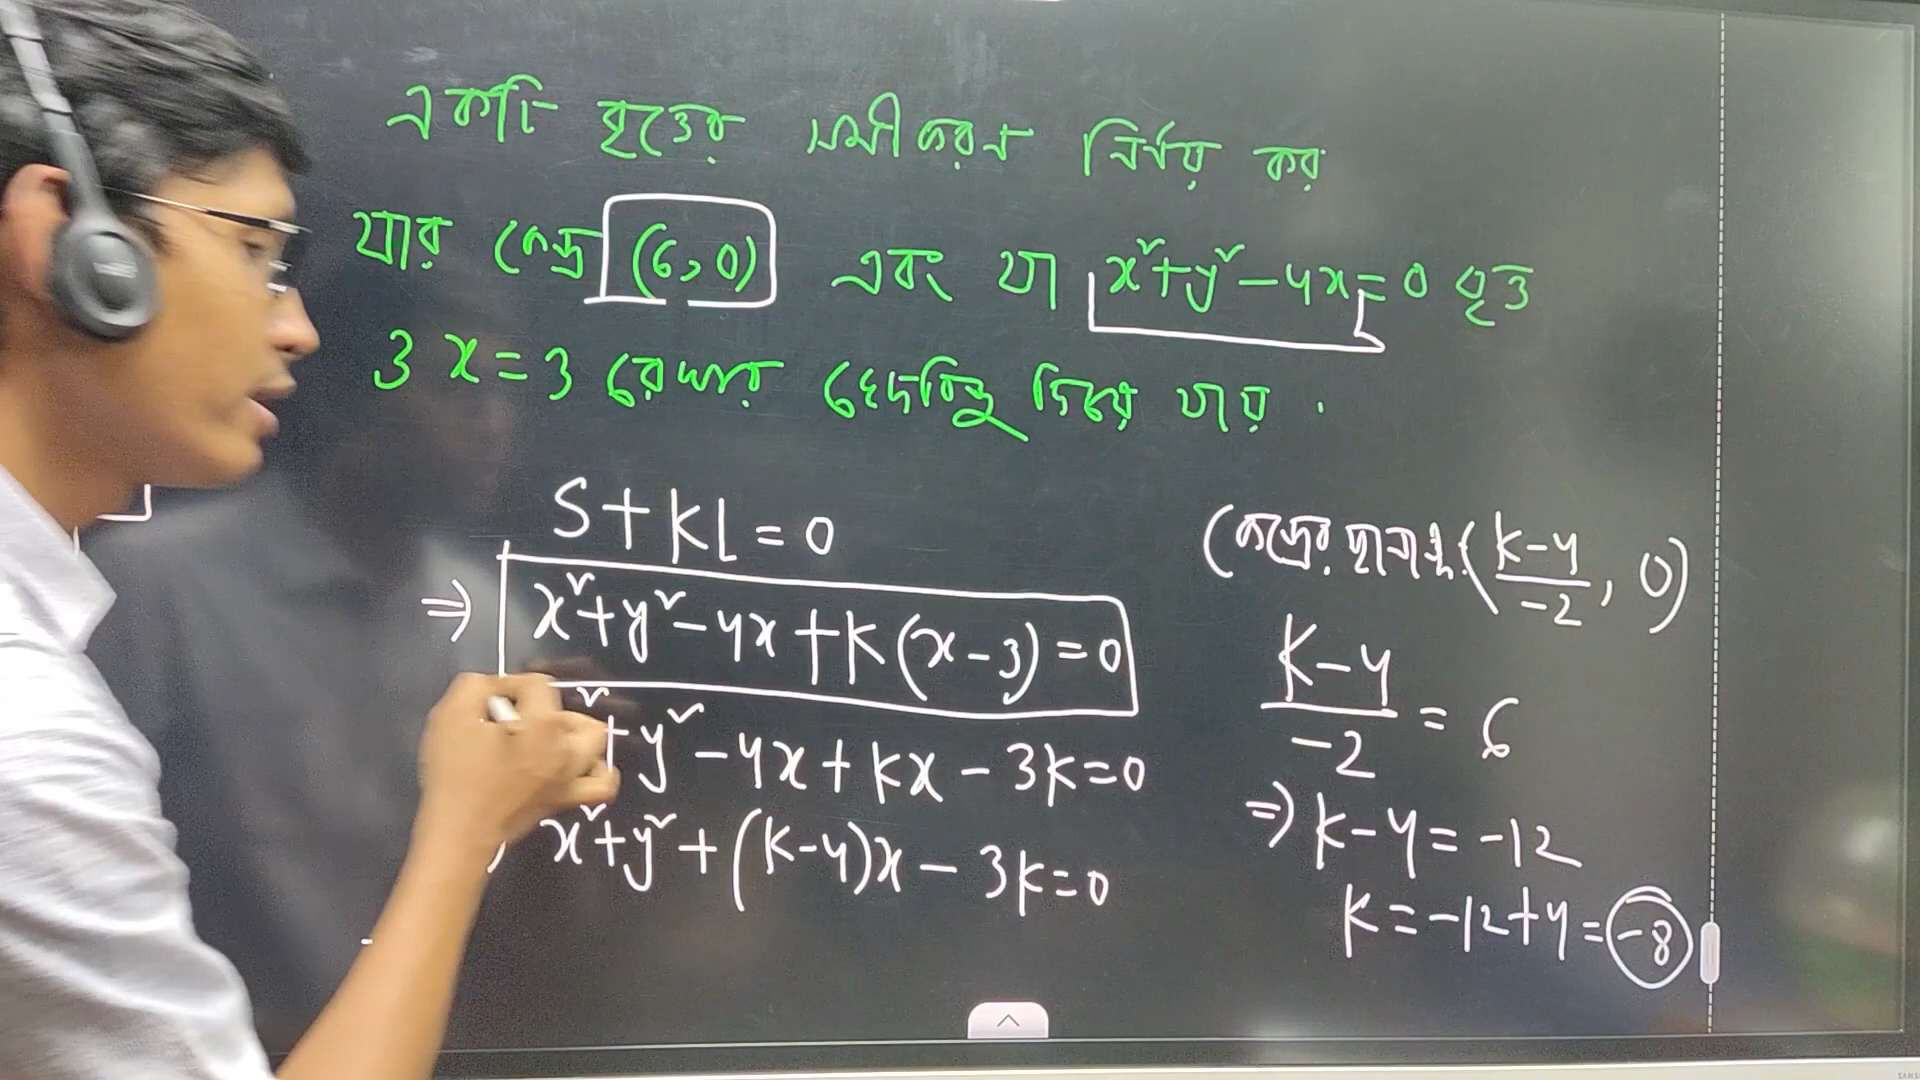 একটি বৃত্তের সমীকরণ নির্ণয় কর
যার কেন্দ্র (6,0) এবং যা x²+y²-4x=0 বৃত্ত
ও x=3 রেখার ছেদবিন্দু দিয়ে যায়.
S+KL=0
⇒ x²+y²-4x+K(x-3)=0
²+y²-4x+Kx-3K=0
x²+y²+(K-4)x-3K=0
কেন্দ্রের স্থানাঙ্ক (K-4/-2, 0)
K-4/-2 = 6
⇒ K-4=-12
K=-12+4=-8